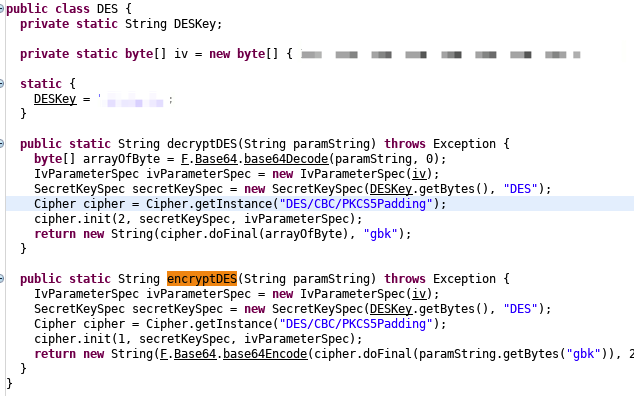 public class DES {
private static String DESKey;
private static byte[] iv = new byte[] {
static {
DESKey = ";
}
public static String decryptDES(String paramString) throws Exception {
byte[] arrayOfByte = F.Base64.base64Decode(paramString, 0);
IvParameterSpec ivParameterSpec = new IvParameterSpec(iv);
SecretKeySpec secretKeySpec = new SecretKeySpec(DESKey.getBytes(), "DES");
Cipher cipher = Cipher.getInstance("DES/CBC/PKCS5Padding");
cipher.init(2, secretKeySpec, ivParameterSpec);
return new String(cipher.doFinal(arrayOfByte), "gbk");
}
public static String encryptDES(String paramString) throws Exception {
IvParameterSpec ivParameterSpec = new IvParameterSpec(iv);
SecretKeySpec secretKeySpec = new SecretKeySpec(DESKey.getBytes(), "DES");
Cipher cipher = Cipher.getInstance("DES/CBC/PKCS5Padding");
cipher.init(1, secretKeySpec, ivParameterSpec);
return new String(F.Base64.base64Encode(cipher.doFinal(paramString.getBytes("gbk")), 2
}
}